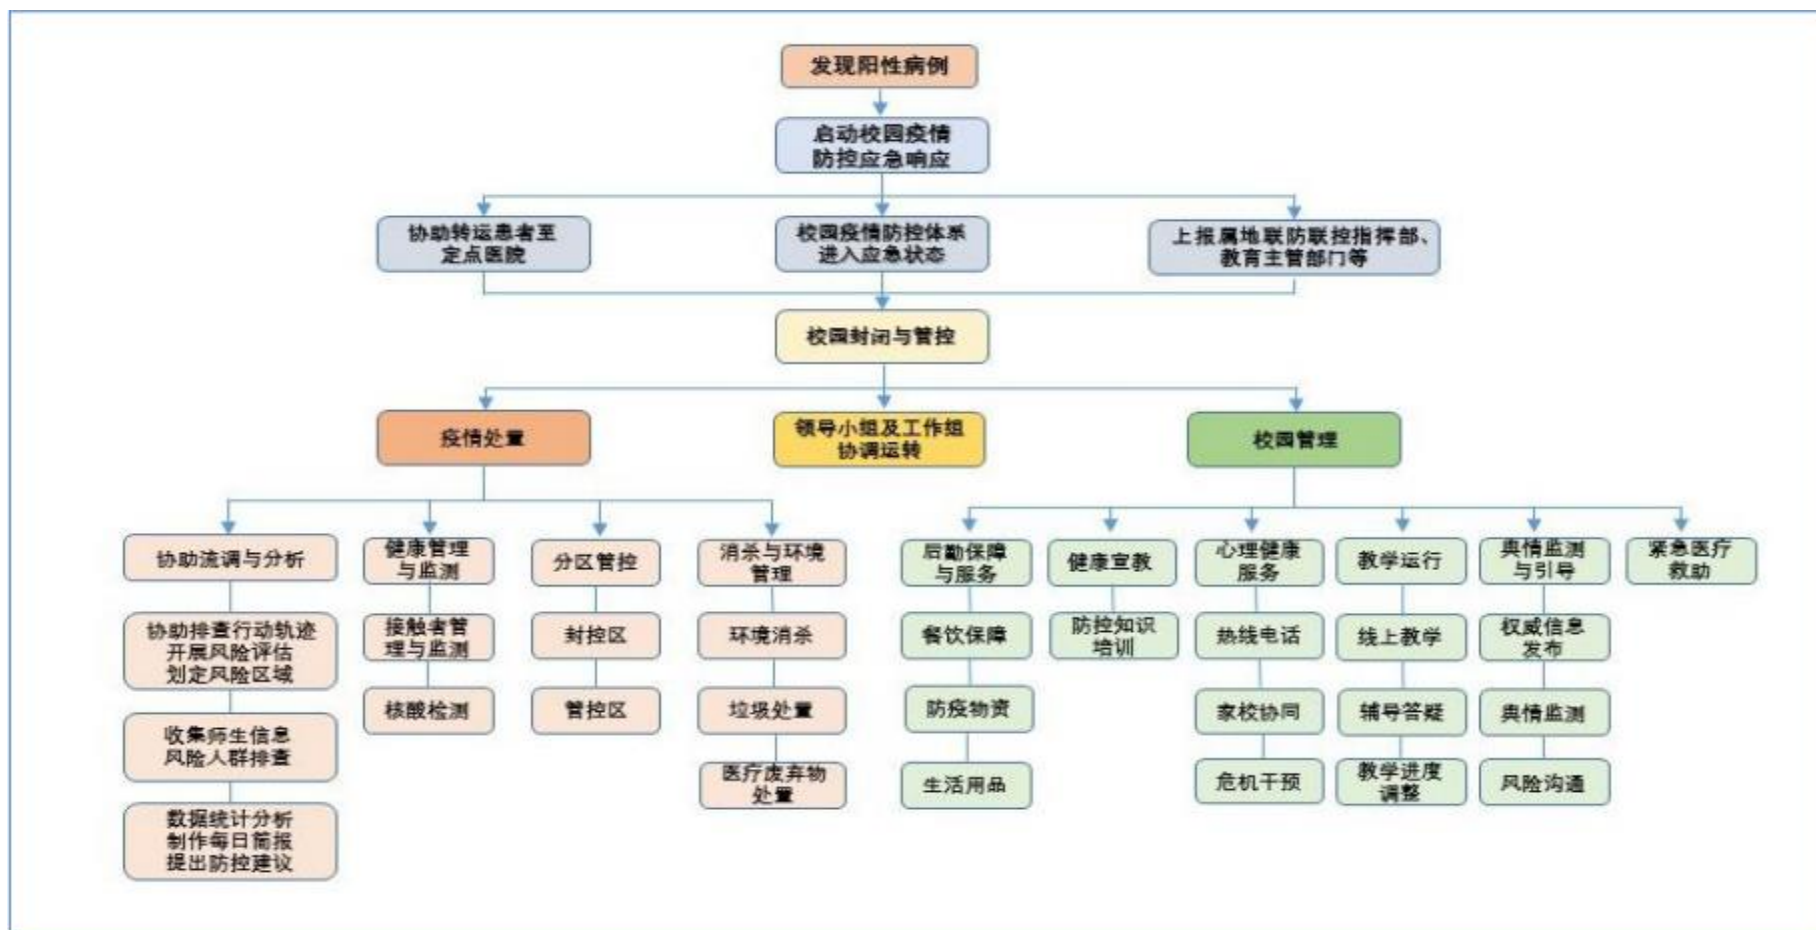 发现阳性病例
启动校园疫情
防控应急响应
协助转运患者至
定点医院
校园疫情防控体系
进入应急状态
上报属地联防联控指挥部、
教育主管部门等
校园封闭与管控
疫情处置
领导小组及工作组
协调运转
校园管理
协助流调与分析
协助排查行动轨迹
开展风险评估
划定风险区域
收集师生信息
风险人群排查
数据统计分析
制作每日简报
提出防控建议
健康管理
与监测
接触者管
理与监测
核酸检测
分区管控
封控区
管控区
消杀与环境
管理
环境消杀
垃圾处置
医疗废弃物
处置
后勤保障
与服务
餐饮保障
防疫物资
生活用品
健康宣教
防控知识
培训
心理健康
服务
热线电话
家校协同
危机干预
教学运行
线上教学
辅导答疑
教学进度
调整
舆情监测
与引导
权威信息
发布
舆情监测
风险沟通
紧急医疗
救助